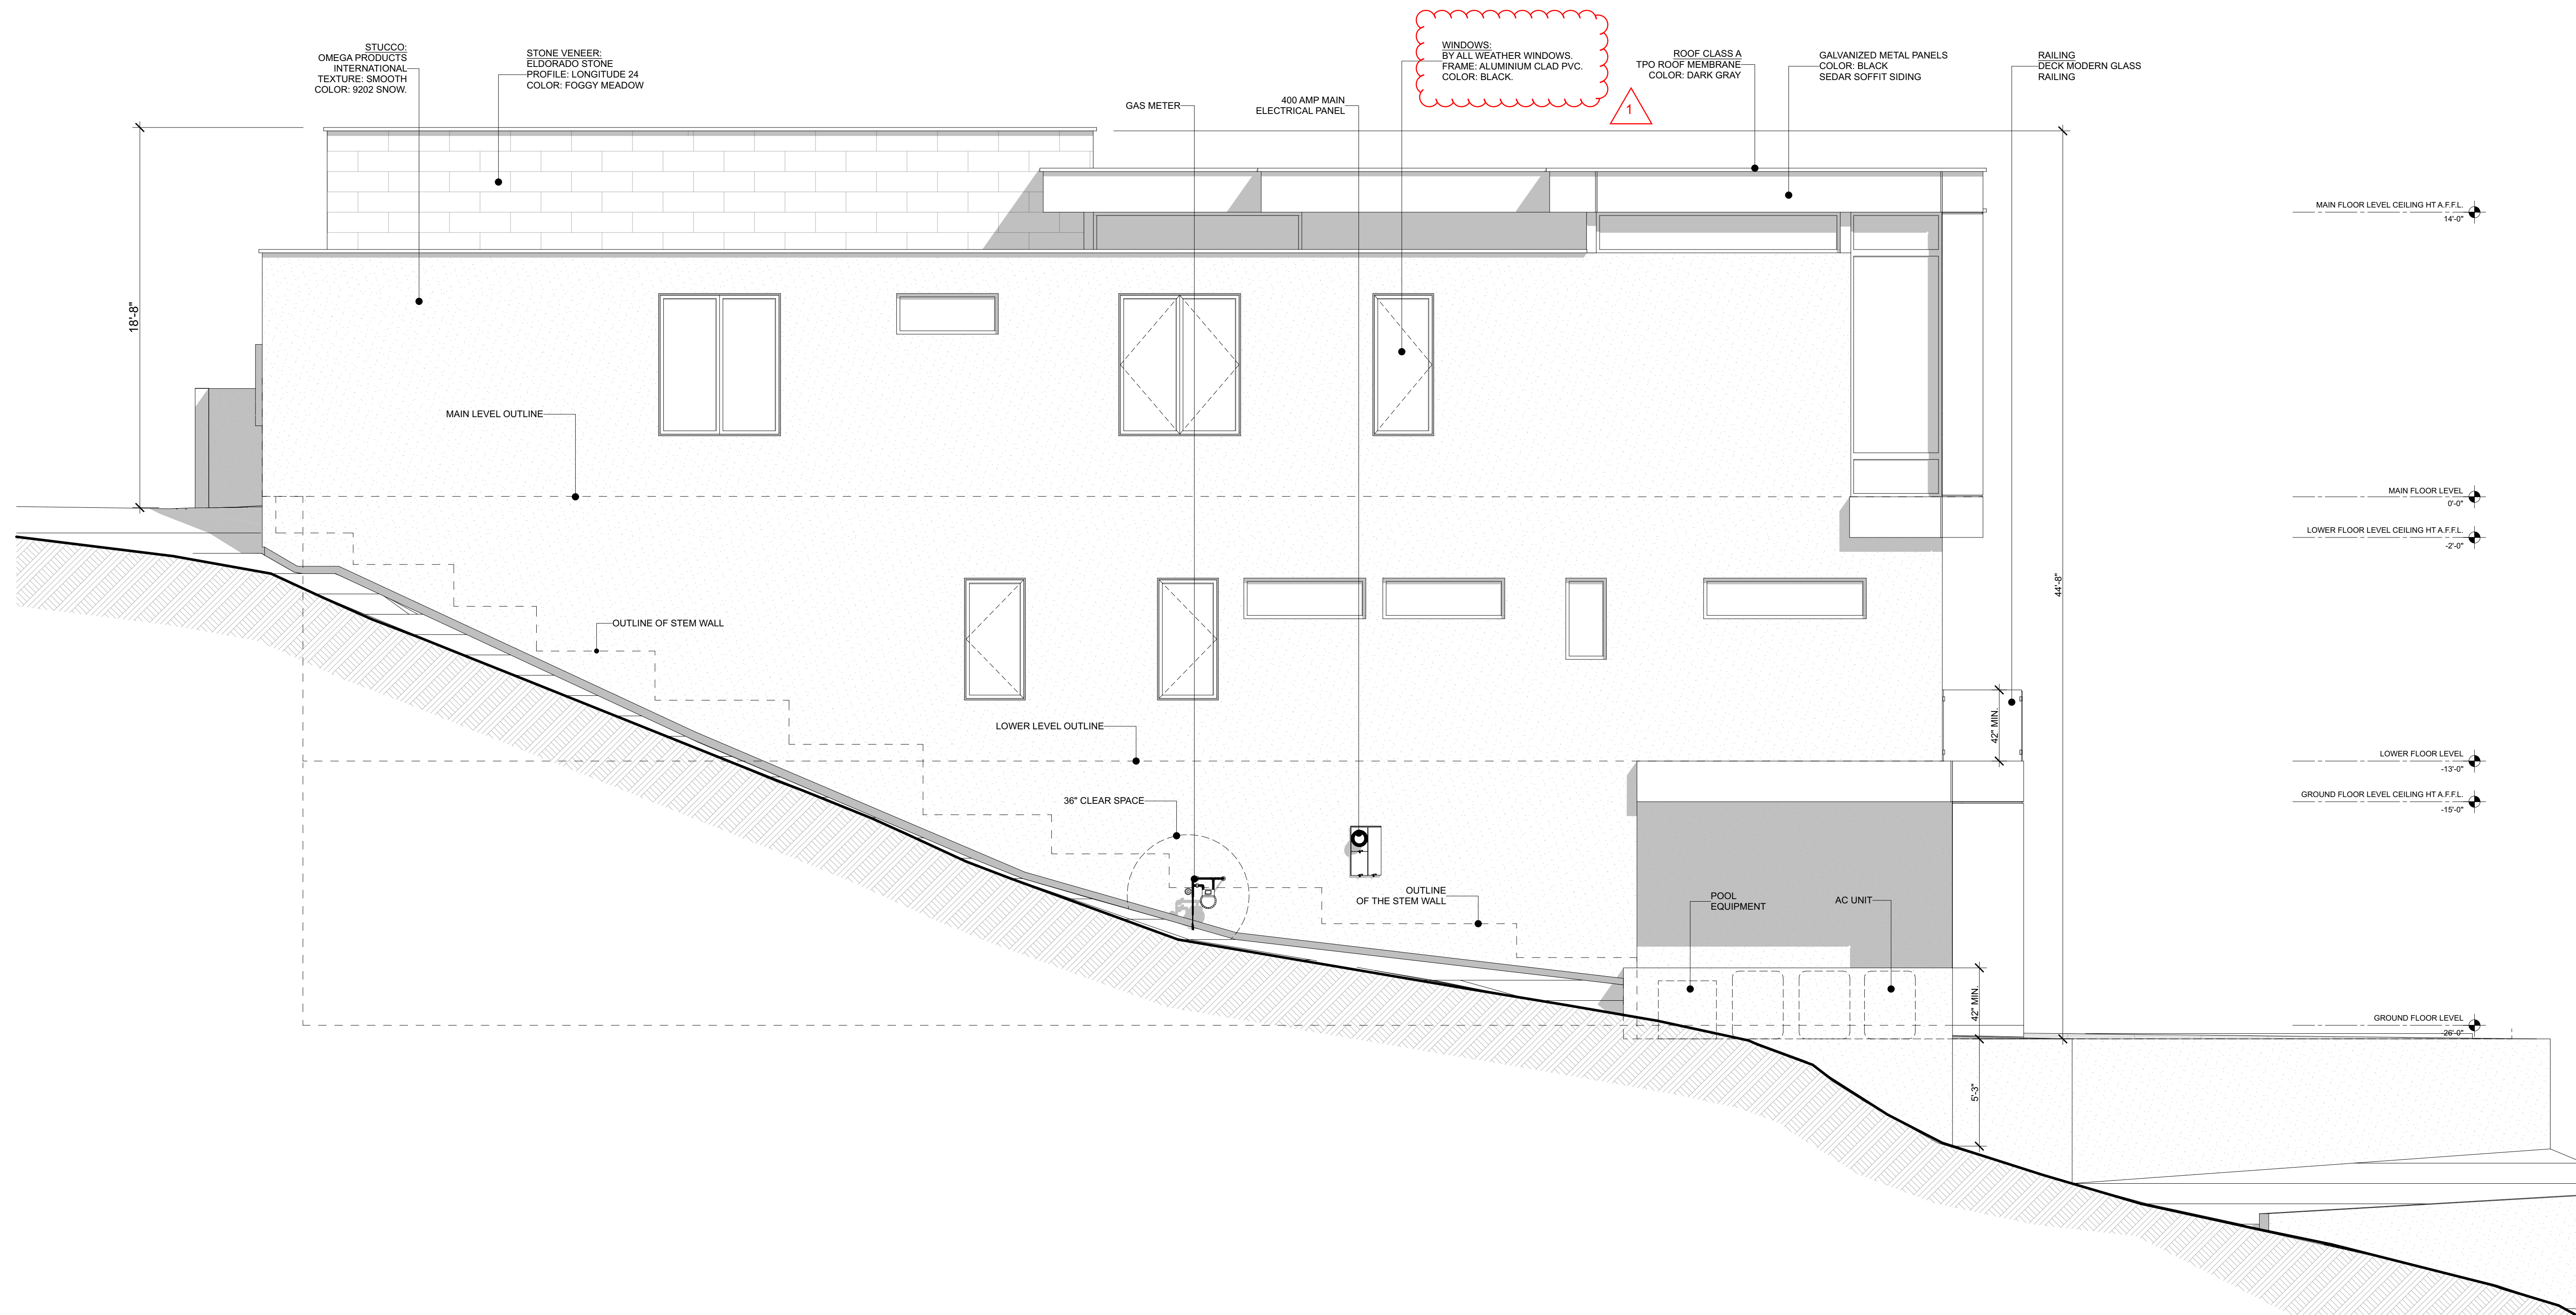 STUCCO:
OMEGA PRODUCTS
INTERNATIONAL
TEXTURE: SMOOTH
COLOR: 9202 SNOW.
STONE VENEER:
ELDORADO STONE
PROFILE: LONGITUDE 24
COLOR: FOGGY MEADOW
GAS METER
400 AMP MAIN
ELECTRICAL PANEL
WINDOWS:
BY ALL WEATHER WINDOWS.
FRAME: ALUMINIUM CLAD PVC.
COLOR: BLACK.
1
ROOF CLASS A
TPO ROOF MEMBRANE
COLOR: DARK GRAY
GALVANIZED METAL PANELS
COLOR: BLACK
SEDAR SOFFIT SIDING
RAILING
DECK MODERN GLASS
RAILING
MAIN FLOOR LEVEL CEILING HT A.F.F.L.
14'-0"
18'-8"
MAIN LEVEL OUTLINE
MAIN FLOOR LEVEL
0'-0"
LOWER FLOOR LEVEL CEILING HT A.F.F.L.
-2'-0"
44'-8"
OUTLINE OF STEM WALL
LOWER LEVEL OUTLINE
42" MIN.
LOWER FLOOR LEVEL
-13'-0"
36" CLEAR SPACE
GROUND FLOOR LEVEL CEILING HT A.F.F.L.
-15'-0"
OUTLINE
OF THE STEM WALL
POOL
EQUIPMENT
AC UNIT
42" MIN.
GROUND FLOOR LEVEL
-26'-0"
5'-3"